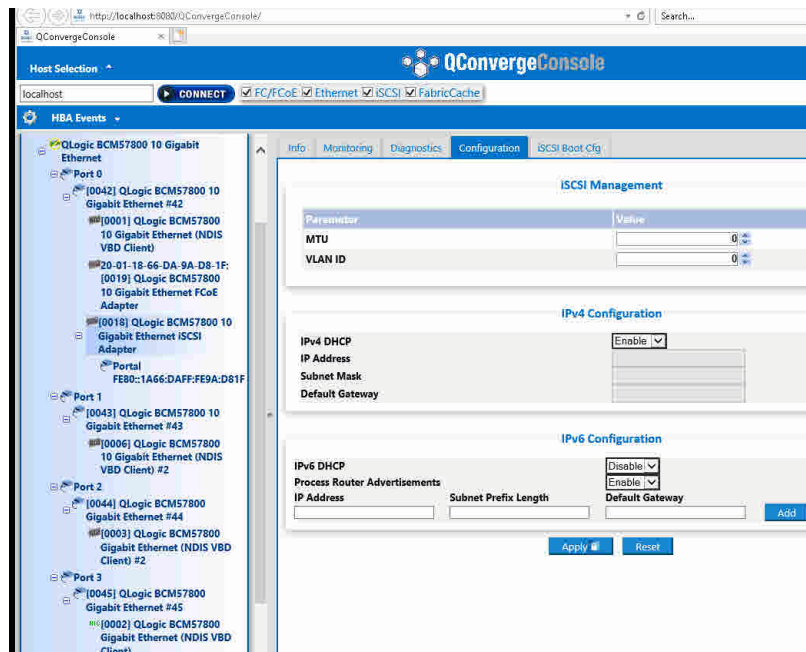 http://localhost:8080/QConvergeConsole/
Search...
QConvergeConsole
Host Selection
QConvergeConsole
localhost
CONNECT
FC/FCoE Ethernet iSCSI FabricCache
HBA Events
QLogic BCM57800 10 Gigabit
Ethernet
Port 0
[0042] QLogic BCM57800 10
Gigabit Ethernet #42
[0001] QLogic BCM57800
10 Gigabit Ethernet (NDIS
VBD Client)
20-01-18-66-DA-9A-D8-1F:
[0019] QLogic BCM57800
10 Gigabit Ethernet FCoE
Adapter
[0018] QLogic BCM57800 10
Gigabit Ethernet iSCSI
Adapter
Portal
FE80::1A66:DAFF:FE9A:D81F
Port 1
[0043] QLogic BCM57800 10
Gigabit Ethernet #43
[0006] QLogic BCM57800
10 Gigabit Ethernet (NDIS
VBD Client) #2
Port 2
[0044] QLogic BCM57800
Gigabit Ethernet #44
[0003] QLogic BCM57800
Gigabit Ethernet (NDIS VBD
Client) #2
Port 3
[0045] QLogic BCM57800
Gigabit Ethernet #45
[0002] QLogic BCM57800
Gigabit Ethernet (NDIS VBD
Client)
Info Monitoring Diagnostics Configuration iSCSI Boot Cfg
iSCSI Management
Parameter Value
MTU 0
VLAN ID 0
IPv4 Configuration
IPv4 DHCP Enable
IP Address
Subnet Mask
Default Gateway
IPv6 Configuration
IPv6 DHCP Disable
Process Router Advertisements Enable
IP Address Subnet Prefix Length Default Gateway
Add
Apply Reset